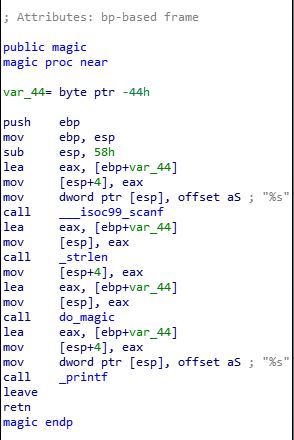 ; Attributes: bp-based frame
public magic
magic proc near
var_44= byte ptr -44h
push ebp
mov ebp, esp
sub esp, 58h
lea eax, [ebp+var_44]
mov [esp+4], eax
mov dword ptr [esp], offset aS ; "%s"
call ___isoc99_scanf
lea eax, [ebp+var_44]
mov [esp], eax
call _strlen
mov [esp+4], eax
lea eax, [ebp+var_44]
mov [esp], eax
call do_magic
lea eax, [ebp+var_44]
mov [esp+4], eax
mov dword ptr [esp], offset aS ; "%s"
call _printf
leave
retn
magic endp